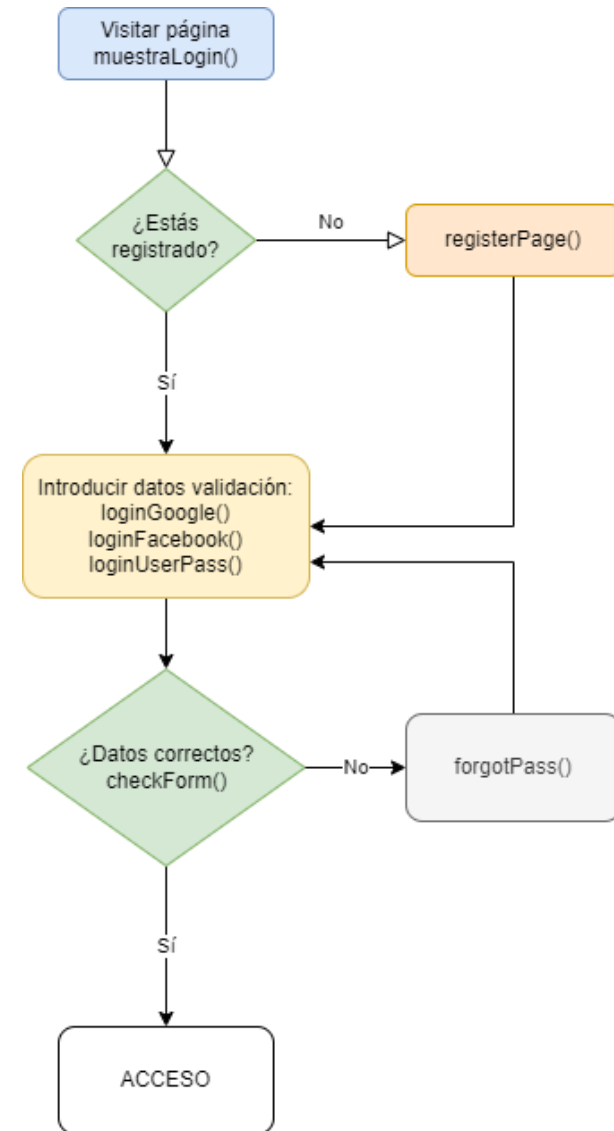 Visitar página
muestraLogin()
¿Estás
registrado?
No
registerPage()
Sí
Introducir datos validación:
loginGoogle()
loginFacebook()
loginUserPass()
¿Datos correctos?
checkForm()
No
forgotPass()
Sí
ACCESO